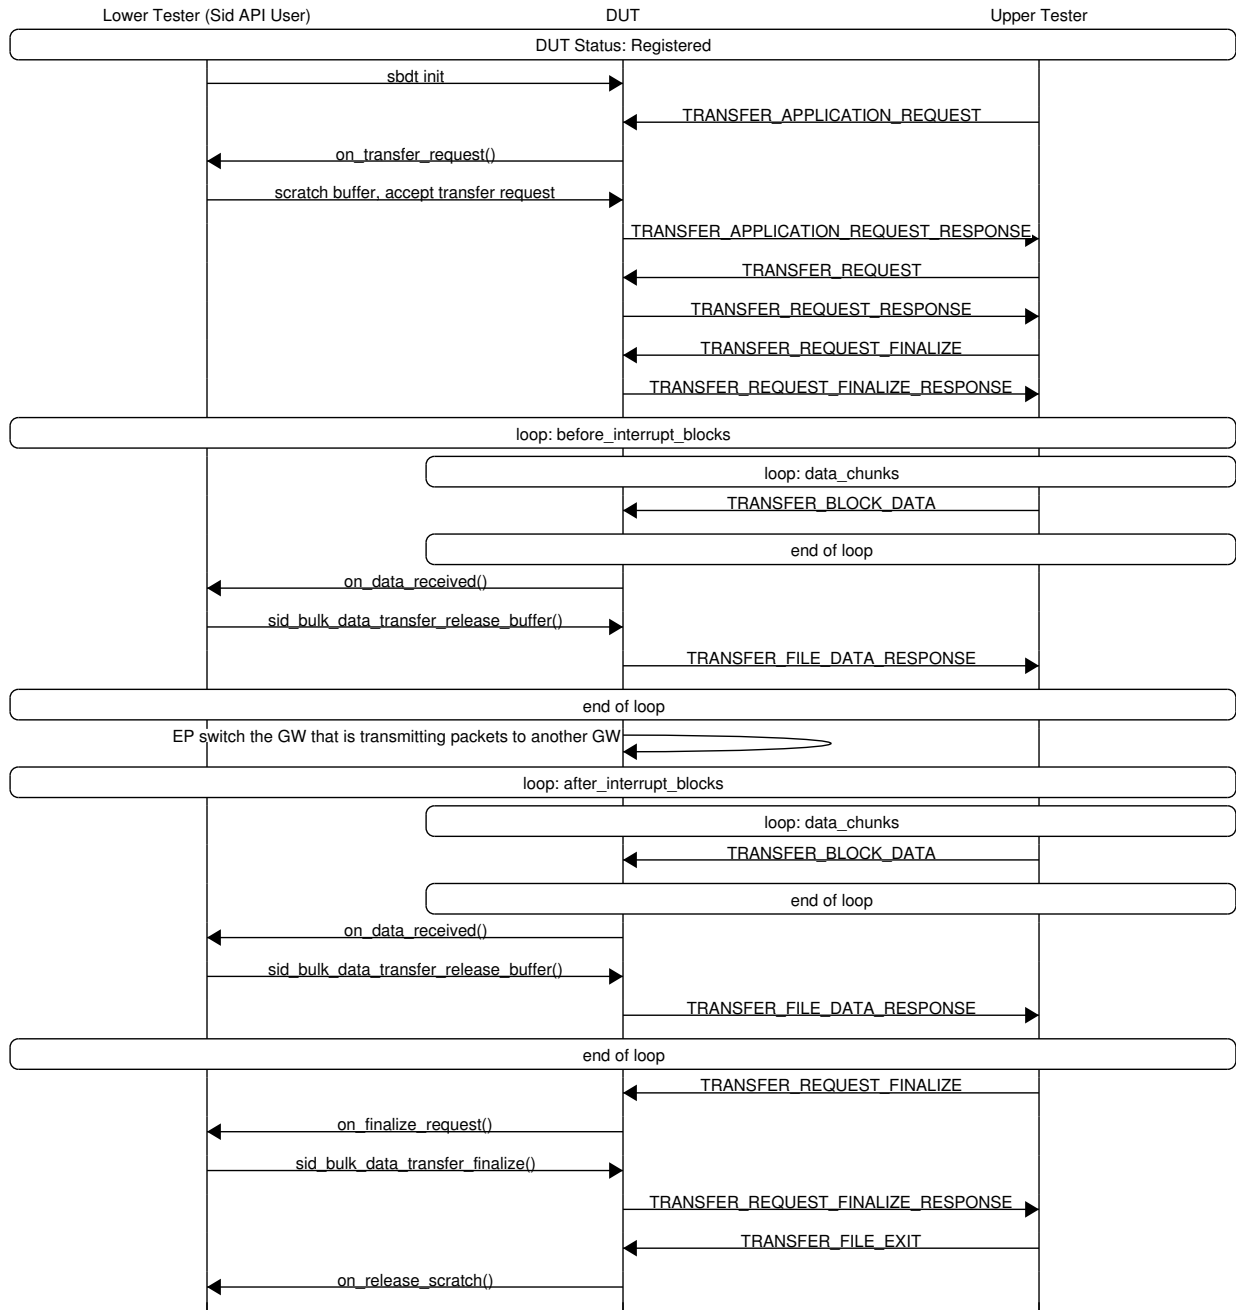 Lower Tester (Sid API User)
DUT
Upper Tester
DUT Status: Registered
sbdt init
TRANSFER_APPLICATION_REQUEST
on_transfer_request()
scratch buffer, accept transfer request
TRANSFER_APPLICATION_REQUEST_RESPONSE
TRANSFER_REQUEST
TRANSFER_REQUEST_RESPONSE
TRANSFER_REQUEST_FINALIZE
TRANSFER_REQUEST_FINALIZE_RESPONSE
loop: before_interrupt_blocks
loop: data_chunks
TRANSFER_BLOCK_DATA
end of loop
on_data_received()
sid_bulk_data_transfer_release_buffer()
TRANSFER_FILE_DATA_RESPONSE
end of loop
EP switch the GW that is transmitting packets to another GW
loop: after_interrupt_blocks
loop: data_chunks
TRANSFER_BLOCK_DATA
end of loop
on_data_received()
sid_bulk_data_transfer_release_buffer()
TRANSFER_FILE_DATA_RESPONSE
end of loop
TRANSFER_REQUEST_FINALIZE
on_finalize_request()
sid_bulk_data_transfer_finalize()
TRANSFER_REQUEST_FINALIZE_RESPONSE
TRANSFER_FILE_EXIT
on_release_scratch()